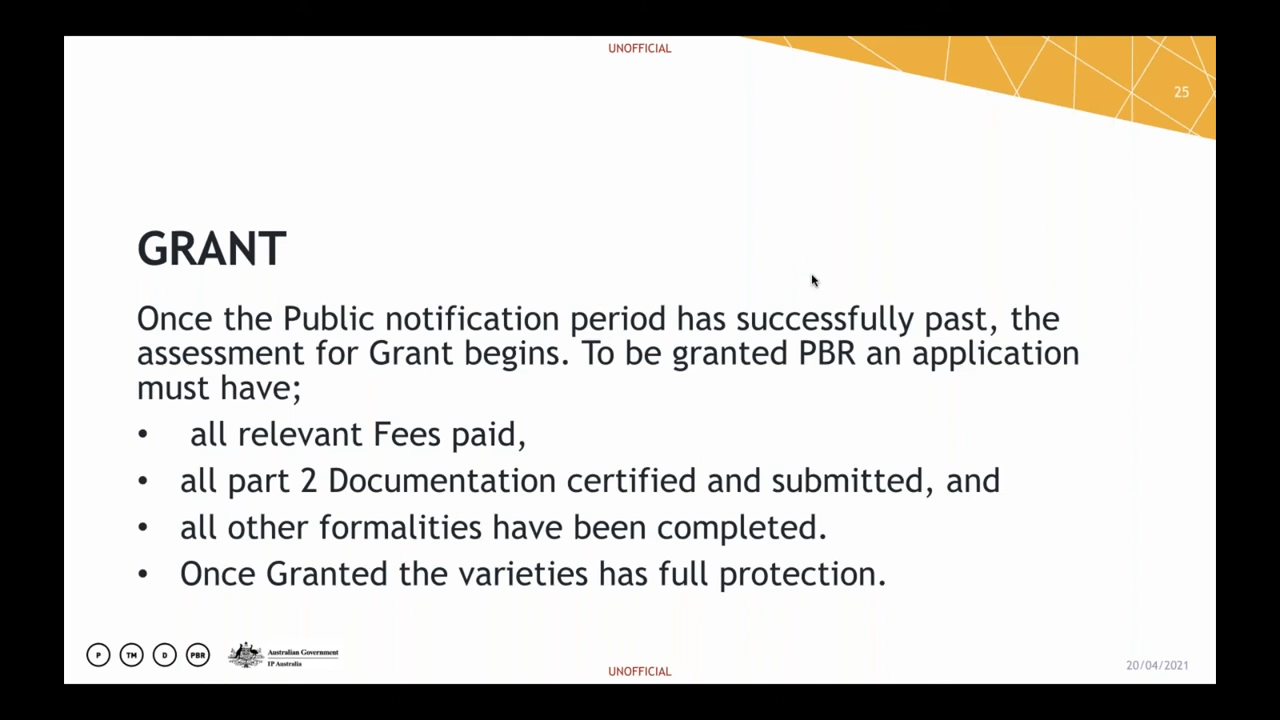 UNOFFICIAL
25
GRANT
Once the Public notification period has successfully past, the
assessment for Grant begins. To be granted PBR an application
must have;
• all relevant Fees paid,
• all part 2 Documentation certified and submitted, and
• all other formalities have been completed.
• Once Granted the varieties has full protection.
P TM D PBR
Australian Government
IP Australia
UNOFFICIAL
20/04/2021